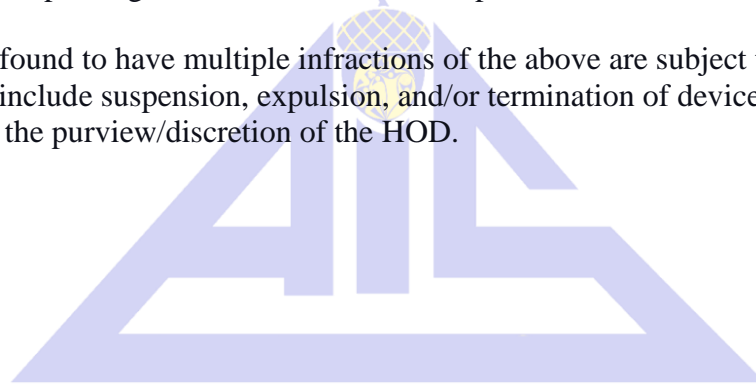 found to have multiple infractions of the above are subject
include suspension, expulsion, and/or termination of device
the purview/discretion of the HOD.
AIS